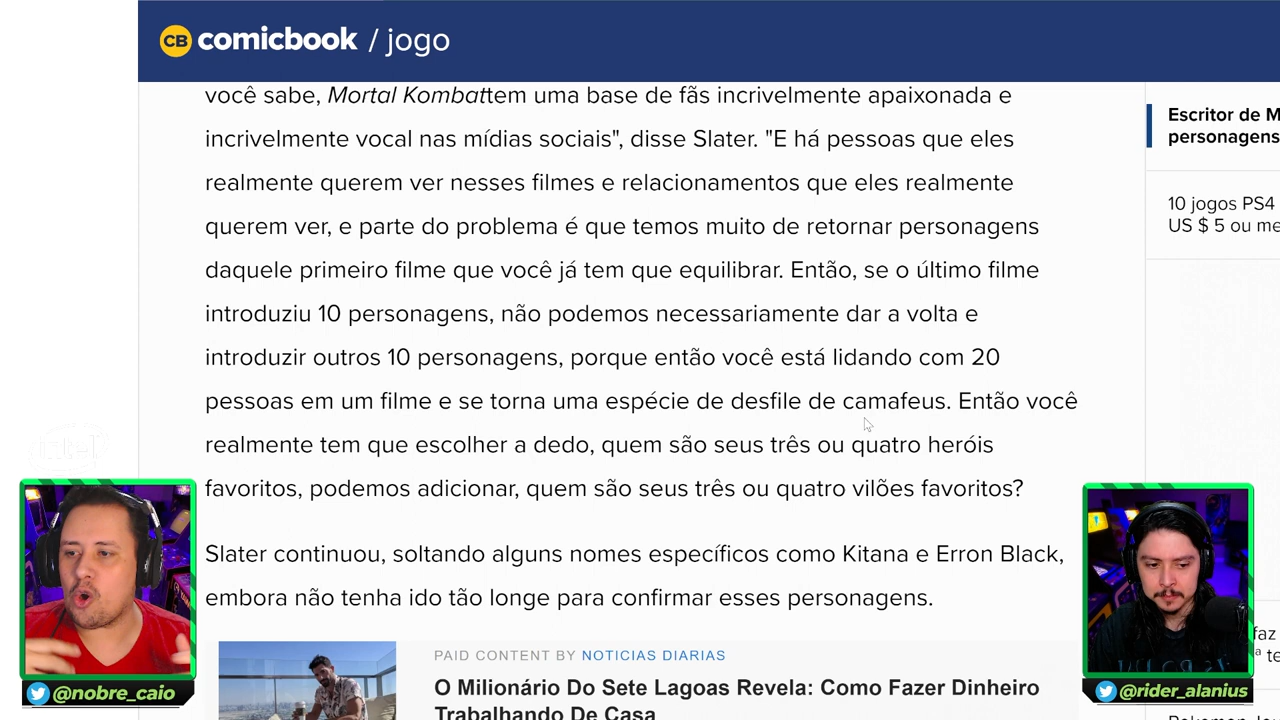 CB comicbook / jogo
você sabe, Mortal Kombattem uma base de fãs incrivelmente apaixonada e
incrivelmente vocal nas mídias sociais", disse Slater. "E há pessoas que eles
realmente querem ver nesses filmes e relacionamentos que eles realmente
querem ver, e parte do problema é que temos muito de retornar personagens
daquele primeiro filme que você já tem que equilibrar. Então, se o último filme
introduziu 10 personagens, não podemos necessariamente dar a volta e
introduzir outros 10 personagens, porque então você está lidando com 20
pessoas em um filme e se torna uma espécie de desfile de camafeus. Então você
realmente tem que escolher a dedo, quem são seus três ou quatro heróis
favoritos, podemos adicionar, quem são seus três ou quatro vilões favoritos?
Slater continuou, soltando alguns nomes específicos como Kitana e Erron Black,
embora não tenha ido tão longe para confirmar esses personagens.
PAID CONTENT BY NOTICIAS DIARIAS
O Milionário Do Sete Lagoas Revela: Como Fazer Dinheiro
Trabalhando De Casa
Escritor de M
personagens
10 jogos PS4
US $ 5 ou me
faz
ª te
intel
@nobre_caio
@rider_alanius